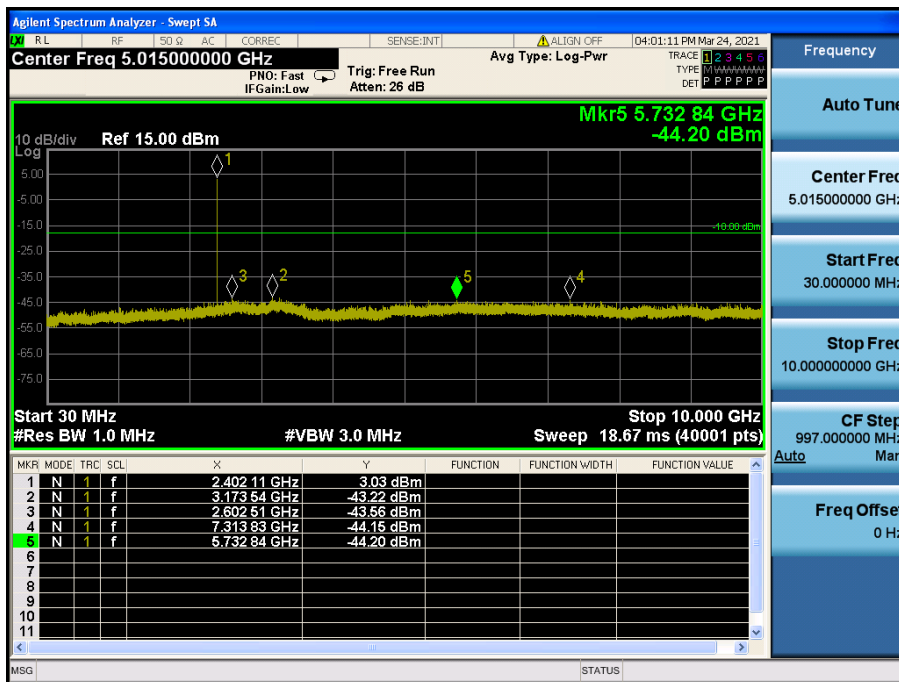 Agilent Spectrum Analyzer - Swept SA
LXI RL RF 50 Ω AC CORREC SENSE:INT ALIGN OFF 04:01:11 PM Mar 24, 2021
Center Freq 5.015000000 GHz
PNO: Fast
IFGain:Low
Trig: Free Run
Atten: 26 dB
Avg Type: Log-Pwr
TRACE 1 2 3 4 5 6
TYPE MWWWWW
DET P P P P P P
Mkr5 5.732 84 GHz
-44.20 dBm
10 dB/div Ref 15.00 dBm
Log
5.00
-5.00
-15.0
-25.0
-35.0
-45.0
-55.0
-65.0
-75.0
-10.00 dBm
1
3
2
5
4
Start 30 MHz Stop 10.000 GHz
#Res BW 1.0 MHz #VBW 3.0 MHz Sweep 18.67 ms (40001 pts)
MKR MODE TRC SCL X Y FUNCTION FUNCTION WIDTH FUNCTION VALUE
1 N 1 f 2.402 11 GHz 3.03 dBm
2 N 1 f 3.173 54 GHz -43.22 dBm
3 N 1 f 2.602 51 GHz -43.56 dBm
4 N 1 f 7.313 83 GHz -44.15 dBm
5 N 1 f 5.732 84 GHz -44.20 dBm
6
7
8
9
10
11
MSG STATUS
Frequency
Auto Tune
Center Freq
5.015000000 GHz
Start Freq
30.000000 MHz
Stop Freq
10.000000000 GHz
CF Step
997.000000 MHz
Auto Man
Freq Offset
0 Hz